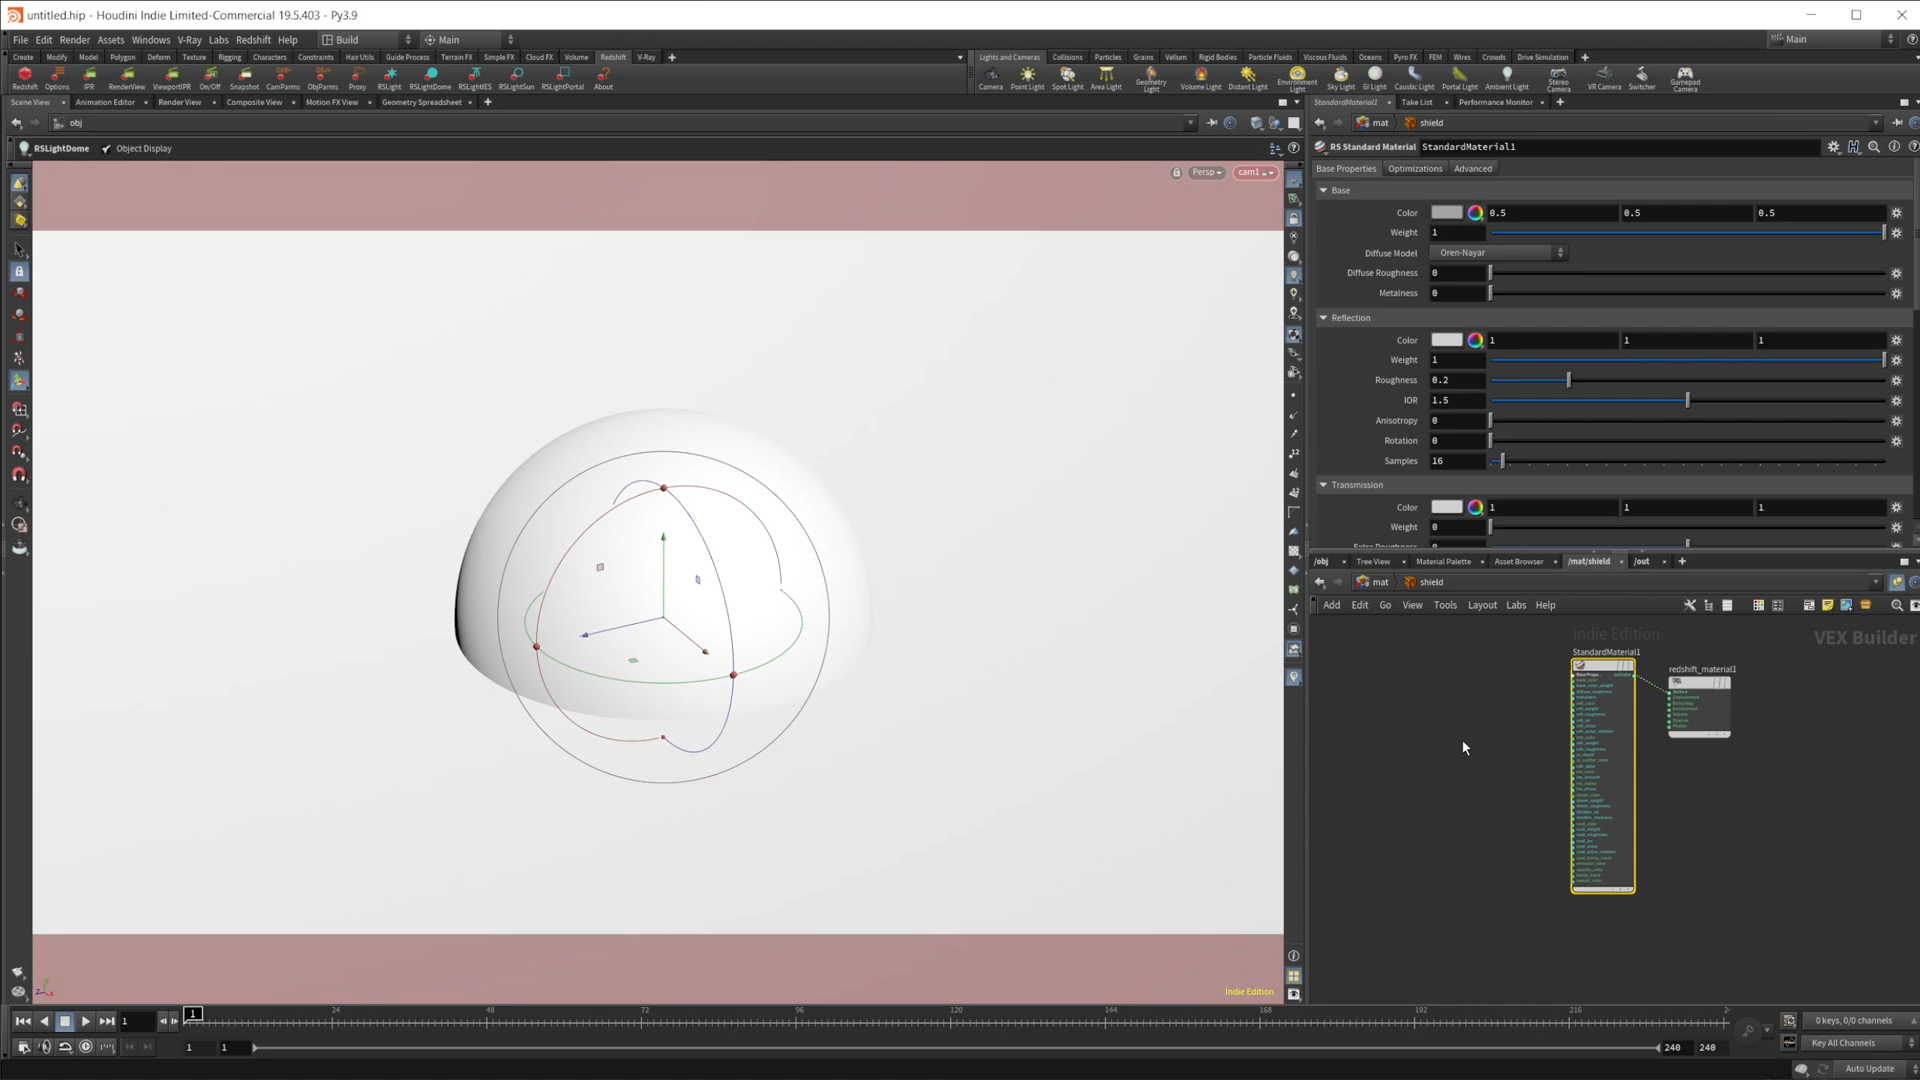 untitled.hip - Houdini Indie Limited-Commercial 19.5.403 - Py3.9
File Edit Render Assets Windows V-Ray Labs Redshift Help Build Main Main
Create Modify Model Polygon Deform Texture Rigging Characters Constraints Hair Utils Guide Process Terrain FX Simple FX Cloud FX Volume Redshift V-Ray
Lights and Cameras Collisions Particles Grains Vellum Rigid Bodies Particle Fluids Viscous Fluids Oceans Pyro FX FEM Wires Crowds Drive Simulation
Redshift Options IPR RenderView ViewportIPR On/Off Snapshot CamParms ObjParms Proxy RSLight RSLightDome RSLightIES RSLightSun RSLightPortal About
Camera Point Light Spot Light Area Light Geometry Light Volume Light Distant Light Environment Light Sky Light GI Light Caustic Light Portal Light Ambient Light Stereo Camera VR Camera Switcher Gamepad Camera
Scene View Animation Editor Render View Composite View Motion FX View Geometry Spreadsheet
StandardMaterial1 Take List Performance Monitor
obj
mat shield
RSLightDome Object Display
RS Standard Material StandardMaterial1
Base Properties Optimizations Advanced
Persp cam1
Base
Color 0.5 0.5 0.5
Weight 1
Diffuse Model Oren-Nayar
Diffuse Roughness 0
Metalness 0
Reflection
Color 1 1 1
Weight 1
Roughness 0.2
IOR 1.5
Anisotropy 0
Rotation 0
Samples 16
Transmission
Color 1 1 1
Weight 0
/obj Tree View Material Palette Asset Browser /mat/shield /out
mat shield
Add Edit Go View Tools Layout Labs Help
Indie Edition
VEX Builder
StandardMaterial1
redshift_material1
Indie Edition
1 24 48 72 96 120 144 168 192 216
1
0 keys, 0/0 channels
1 1 240 240
Key All Channels
Auto Update